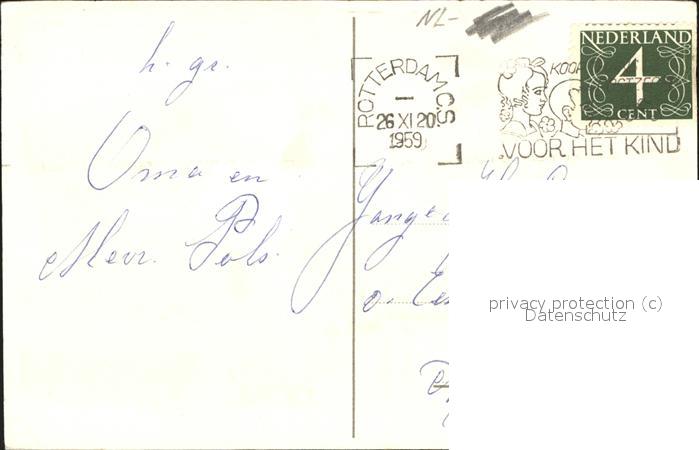 h. gr.
Oma en
Mevr. Pols.
NL-
ROTTERDAM C.S.
26 XI 20
1959
VOOR HET KIND
NEDERLAND
4
CENT
Jonge
privacy protection (c)
Datenschutz